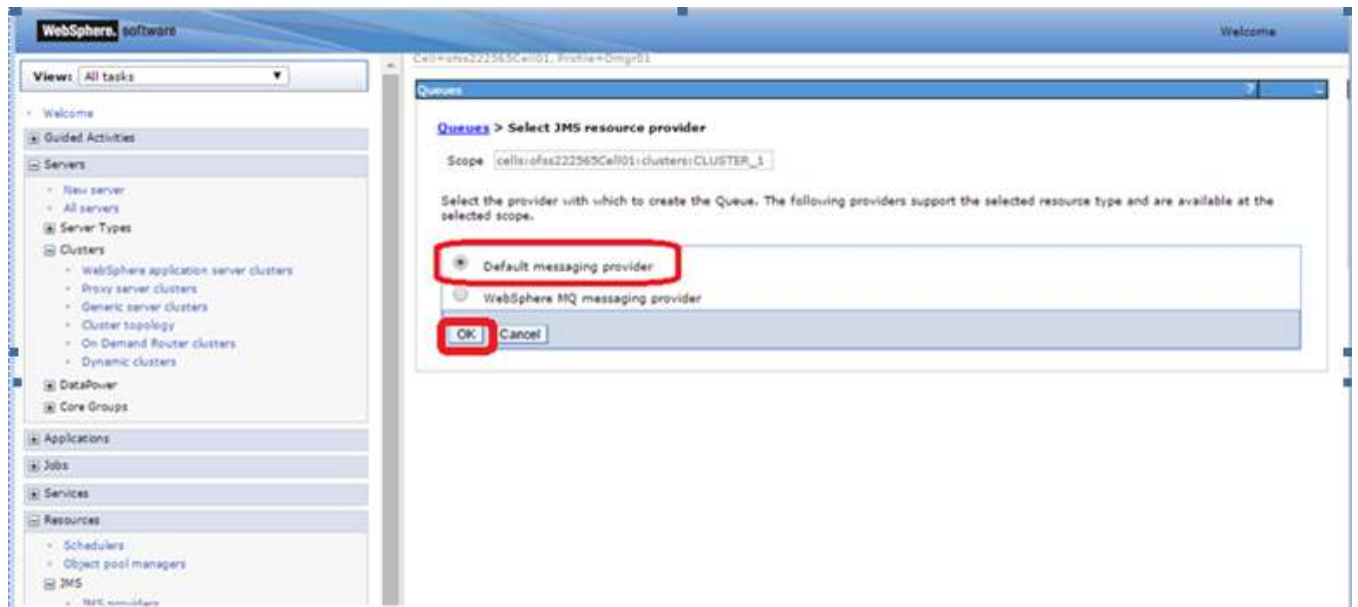 WebSphere. software
Welcome
View: All tasks
Cell=ofss222565Cell01, Profile=Dmgr01
Welcome
Guided Activities
Servers
New server
All servers
Server Types
Clusters
WebSphere application server clusters
Proxy server clusters
Generic server clusters
Cluster topology
On Demand Router clusters
Dynamic clusters
DataPower
Core Groups
Applications
Jobs
Services
Resources
Schedulers
Object pool managers
JMS
JMS providers
Queues
?
Queues > Select JMS resource provider
Scope cells:ofss222565Cell01:clusters:CLUSTER_1
Select the provider with which to create the Queue. The following providers support the selected resource type and are available at the
selected scope.
Default messaging provider
WebSphere MQ messaging provider
OK Cancel